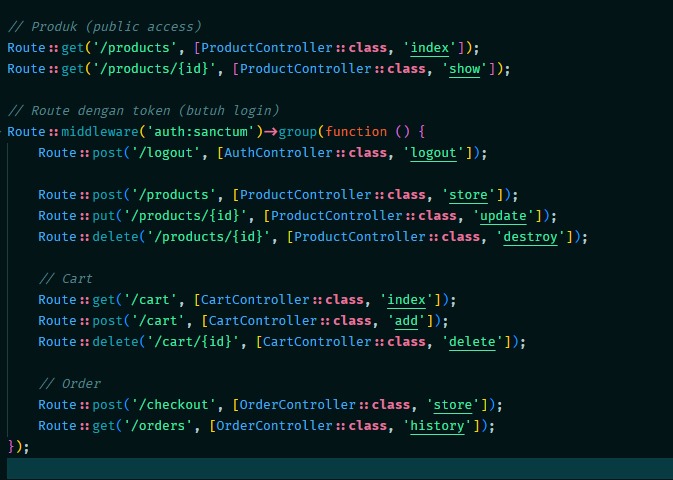 // Produk (public access)
Route::get('/products', [ProductController::class, 'index']);
Route::get('/products/{id}', [ProductController::class, 'show']);
// Route dengan token (butuh login)
Route::middleware('auth:sanctum')->group(function () {
Route::post('/logout', [AuthController::class, 'logout']);
Route::post('/products', [ProductController::class, 'store']);
Route::put('/products/{id}', [ProductController::class, 'update']);
Route::delete('/products/{id}', [ProductController::class, 'destroy']);
// Cart
Route::get('/cart', [CartController::class, 'index']);
Route::post('/cart', [CartController::class, 'add']);
Route::delete('/cart/{id}', [CartController::class, 'delete']);
// Order
Route::post('/checkout', [OrderController::class, 'store']);
Route::get('/orders', [OrderController::class, 'history']);
});